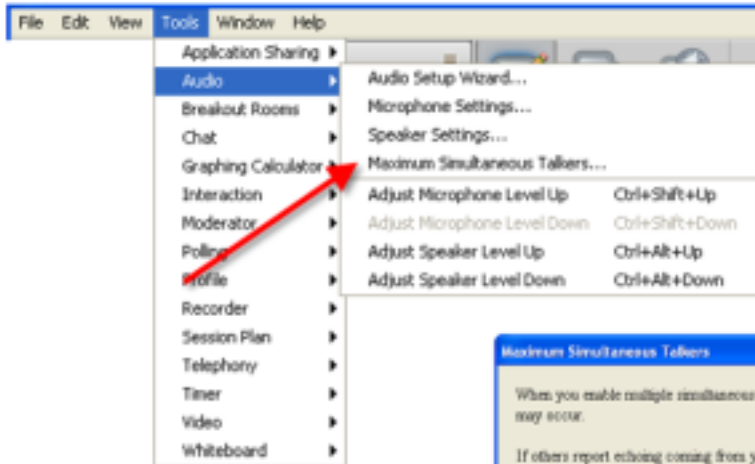 File Edit View Tools Window Help
Application Sharing
Audio
Breakout Rooms
Chat
Graphing Calculator
Interaction
Moderator
Polling
Profile
Recorder
Session Plan
Telephony
Timer
Video
Whiteboard
Audio Setup Wizard...
Microphone Settings...
Speaker Settings...
Maximum Simultaneous Talkers...
Adjust Microphone Level Up Ctrl+Shift+Up
Adjust Microphone Level Down Ctrl+Shift+Down
Adjust Speaker Level Up Ctrl+Alt+Up
Adjust Speaker Level Down Ctrl+Alt+Down
Maximum Simultaneous Talkers
When you enable multiple simultaneous
may occur.
If others report echoing coming from y